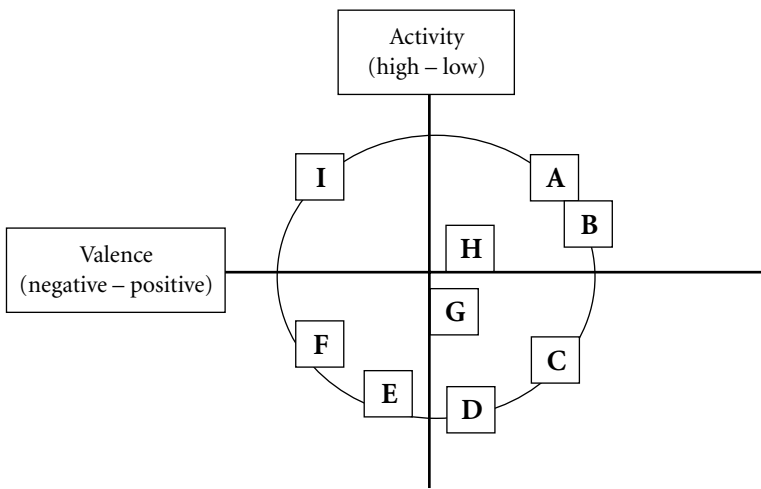 Activity
(high – low)
I
A
B
H
Valence
(negative – positive)
G
F
C
E
D